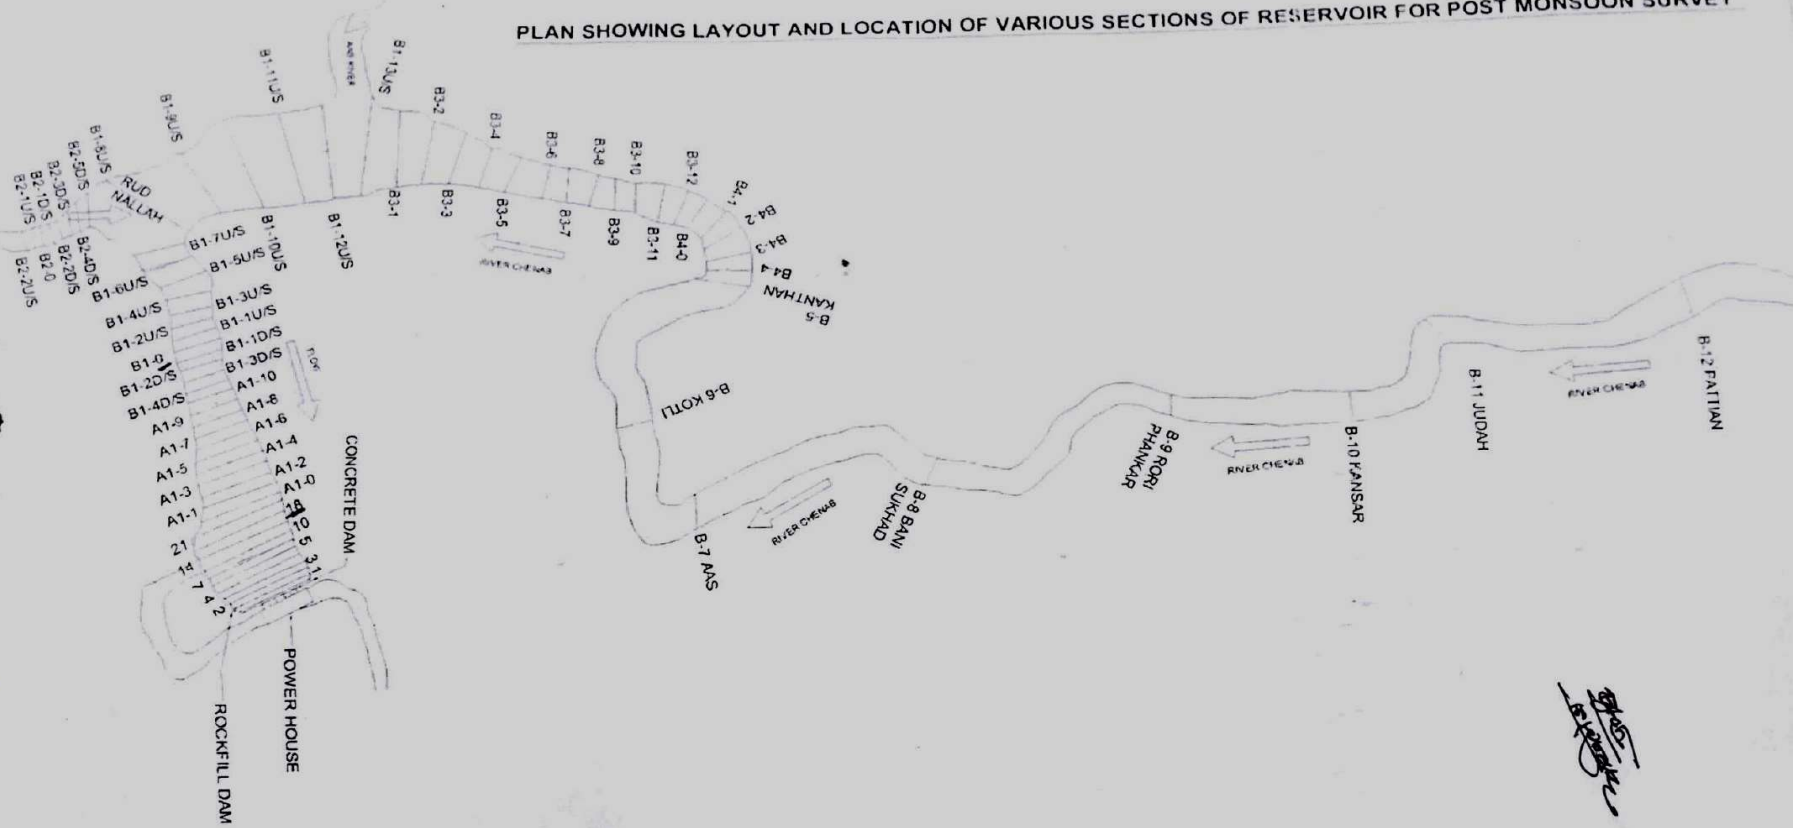 PLAN SHOWING LAYOUT AND LOCATION OF VARIOUS SECTIONS OF RESERVOIR FOR POST MONSOON SURVEY
B1-9U/S
B1-11U/S
ANS RIVER
B1-13U/S
B3-2
B3-4
B3-6
B3-8
B3-10
B3-12
B4-1
B4-2
B4-3
B4-4
B-5
KANTHAN
B1-8U/S
B2-5D/S
B2-3D/S
B2-1D/S
B2-1U/S
RUD
NALLAH
B2-4D/S
B2-2D/S
B2-0
B2-2U/S
B1-7U/S
B1-10U/S
B1-12U/S
B3-1
B3-3
B3-5
B3-7
B3-9
B3-11
B4-0
RIVER CHENAB
B1-5U/S
B1-3U/S
B1-1U/S
B1-1D/S
B1-3D/S
A1-10
A1-8
A1-6
A1-4
A1-2
A1-0
10
5
3
1
FLOW
B1-6U/S
B1-4U/S
B1-2U/S
B1-0
B1-2D/S
B1-4D/S
A1-9
A1-7
A1-5
A1-3
A1-1
21
7
4
2
CONCRETE DAM
POWER HOUSE
ROCKFILL DAM
B-6 KOTLI
B-7 AAS
RIVER CHENAB
B-8 BANI
SUKHAD
B-9 RORI
PHANKAR
RIVER CHENAB
B-10 KANSAR
B-11 JUDAH
RIVER CHENAB
B-12 PATTIAN